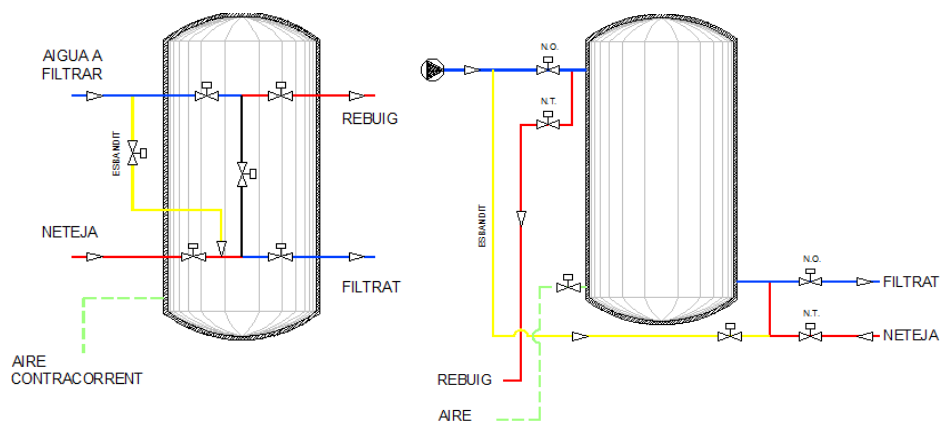 AIGUA A
FILTRAR
REBUIG
ESBANDIT
NETEJA
FILTRAT
AIRE
CONTRACORRENT
N.O.
N.T.
ESBANDIT
N.O.
FILTRAT
N.T.
NETEJA
REBUIG
AIRE